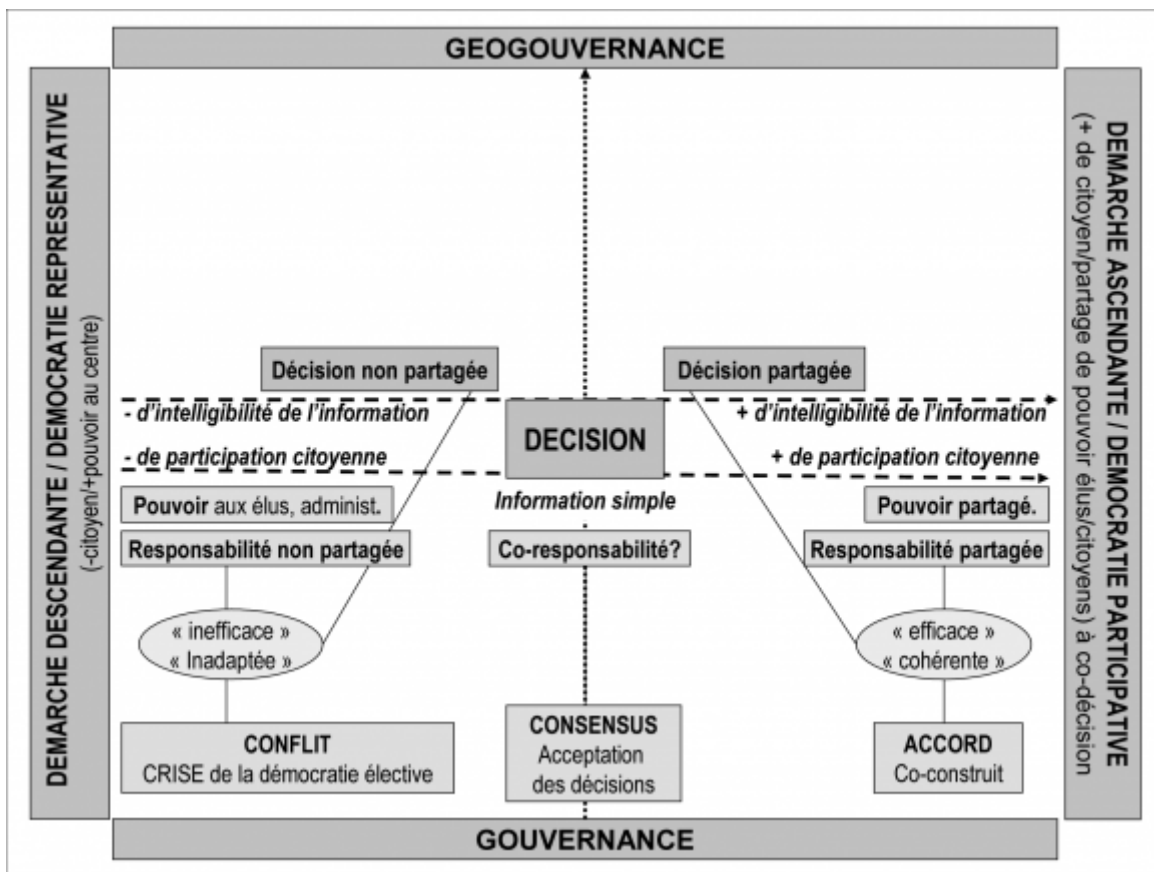 GEOGOUVERNANCE
DEMARCHE DESCENDANTE / DEMOCRATIE REPRESENTATIVE
(-citoyen/+pouvoir au centre)
Décision non partagée
Décision partagée
- d'intelligibilité de l'information
+ d'intelligibilité de l'information
DECISION
- de participation citoyenne
+ de participation citoyenne
Pouvoir aux élus, administ.
Information simple
Pouvoir partagé.
Responsabilité non partagée
Co-responsabilité?
Responsabilité partagée
« inefficace »
« Inadaptée »
« efficace »
« cohérente »
CONFLIT
CRISE de la démocratie élective
CONSENSUS
Acceptation
des décisions
ACCORD
Co-construit
GOUVERNANCE
DEMARCHE ASCENDANTE / DEMOCRATIE PARTICIPATIVE
(+ de citoyen/partage de pouvoir élus/citoyens) à co-décision